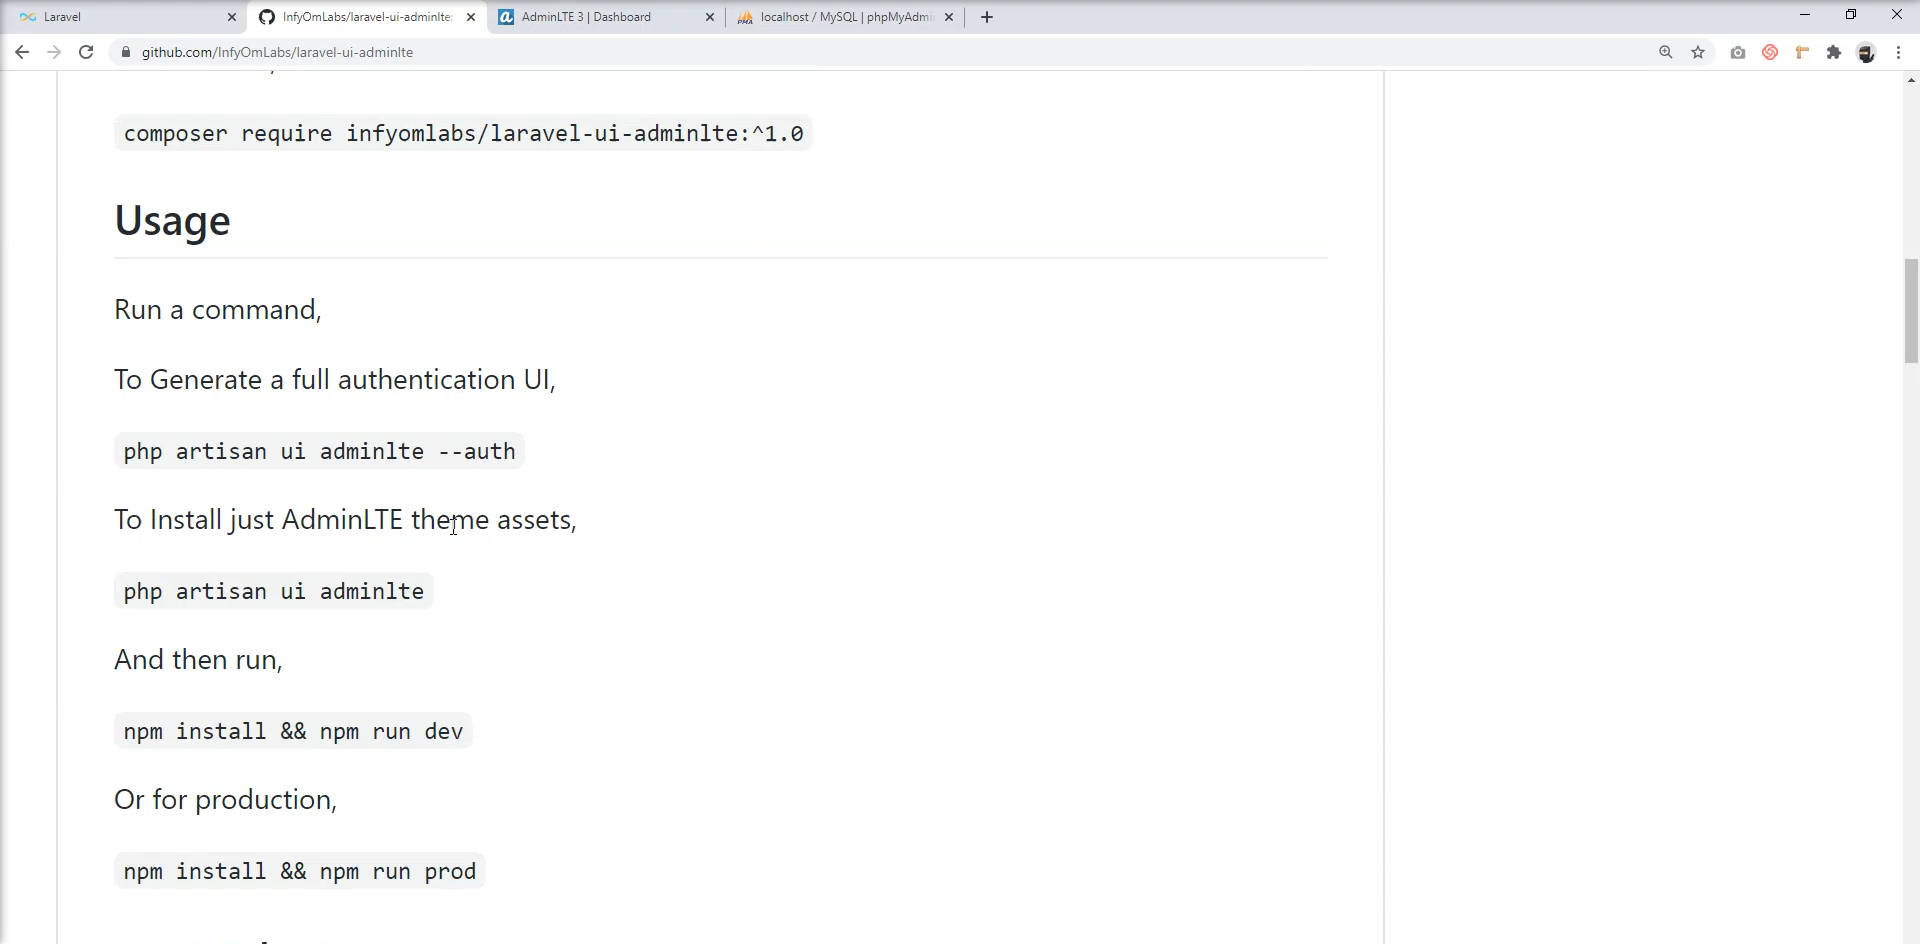 Laravel
InfyOmLabs/laravel-ui-adminlte:
AdminLTE 3 | Dashboard
localhost / MySQL | phpMyAdmi
github.com/InfyOmLabs/laravel-ui-adminlte
composer require infyomlabs/laravel-ui-adminlte:^1.0
Usage
Run a command,
To Generate a full authentication UI,
php artisan ui adminlte --auth
To Install just AdminLTE theme assets,
php artisan ui adminlte
And then run,
npm install && npm run dev
Or for production,
npm install && npm run prod